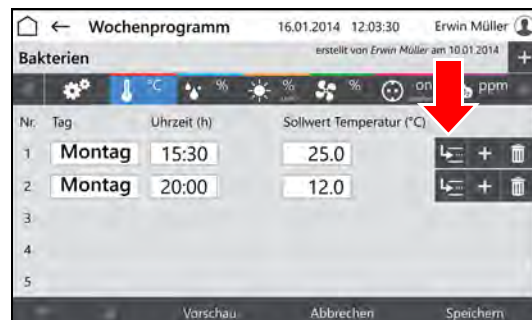 Wochenprogramm 16.01.2014 12:03:30 Erwin Müller
Bakterien erstellt von Erwin Müller am 10.01.2014 +
°C % % % on ppm
Nr. Tag Uhrzeit (h) Sollwert Temperatur (°C)
1 Montag 15:30 25.0 +
2 Montag 20:00 12.0 +
3
4
5
Vorschau Abbrechen Speichern